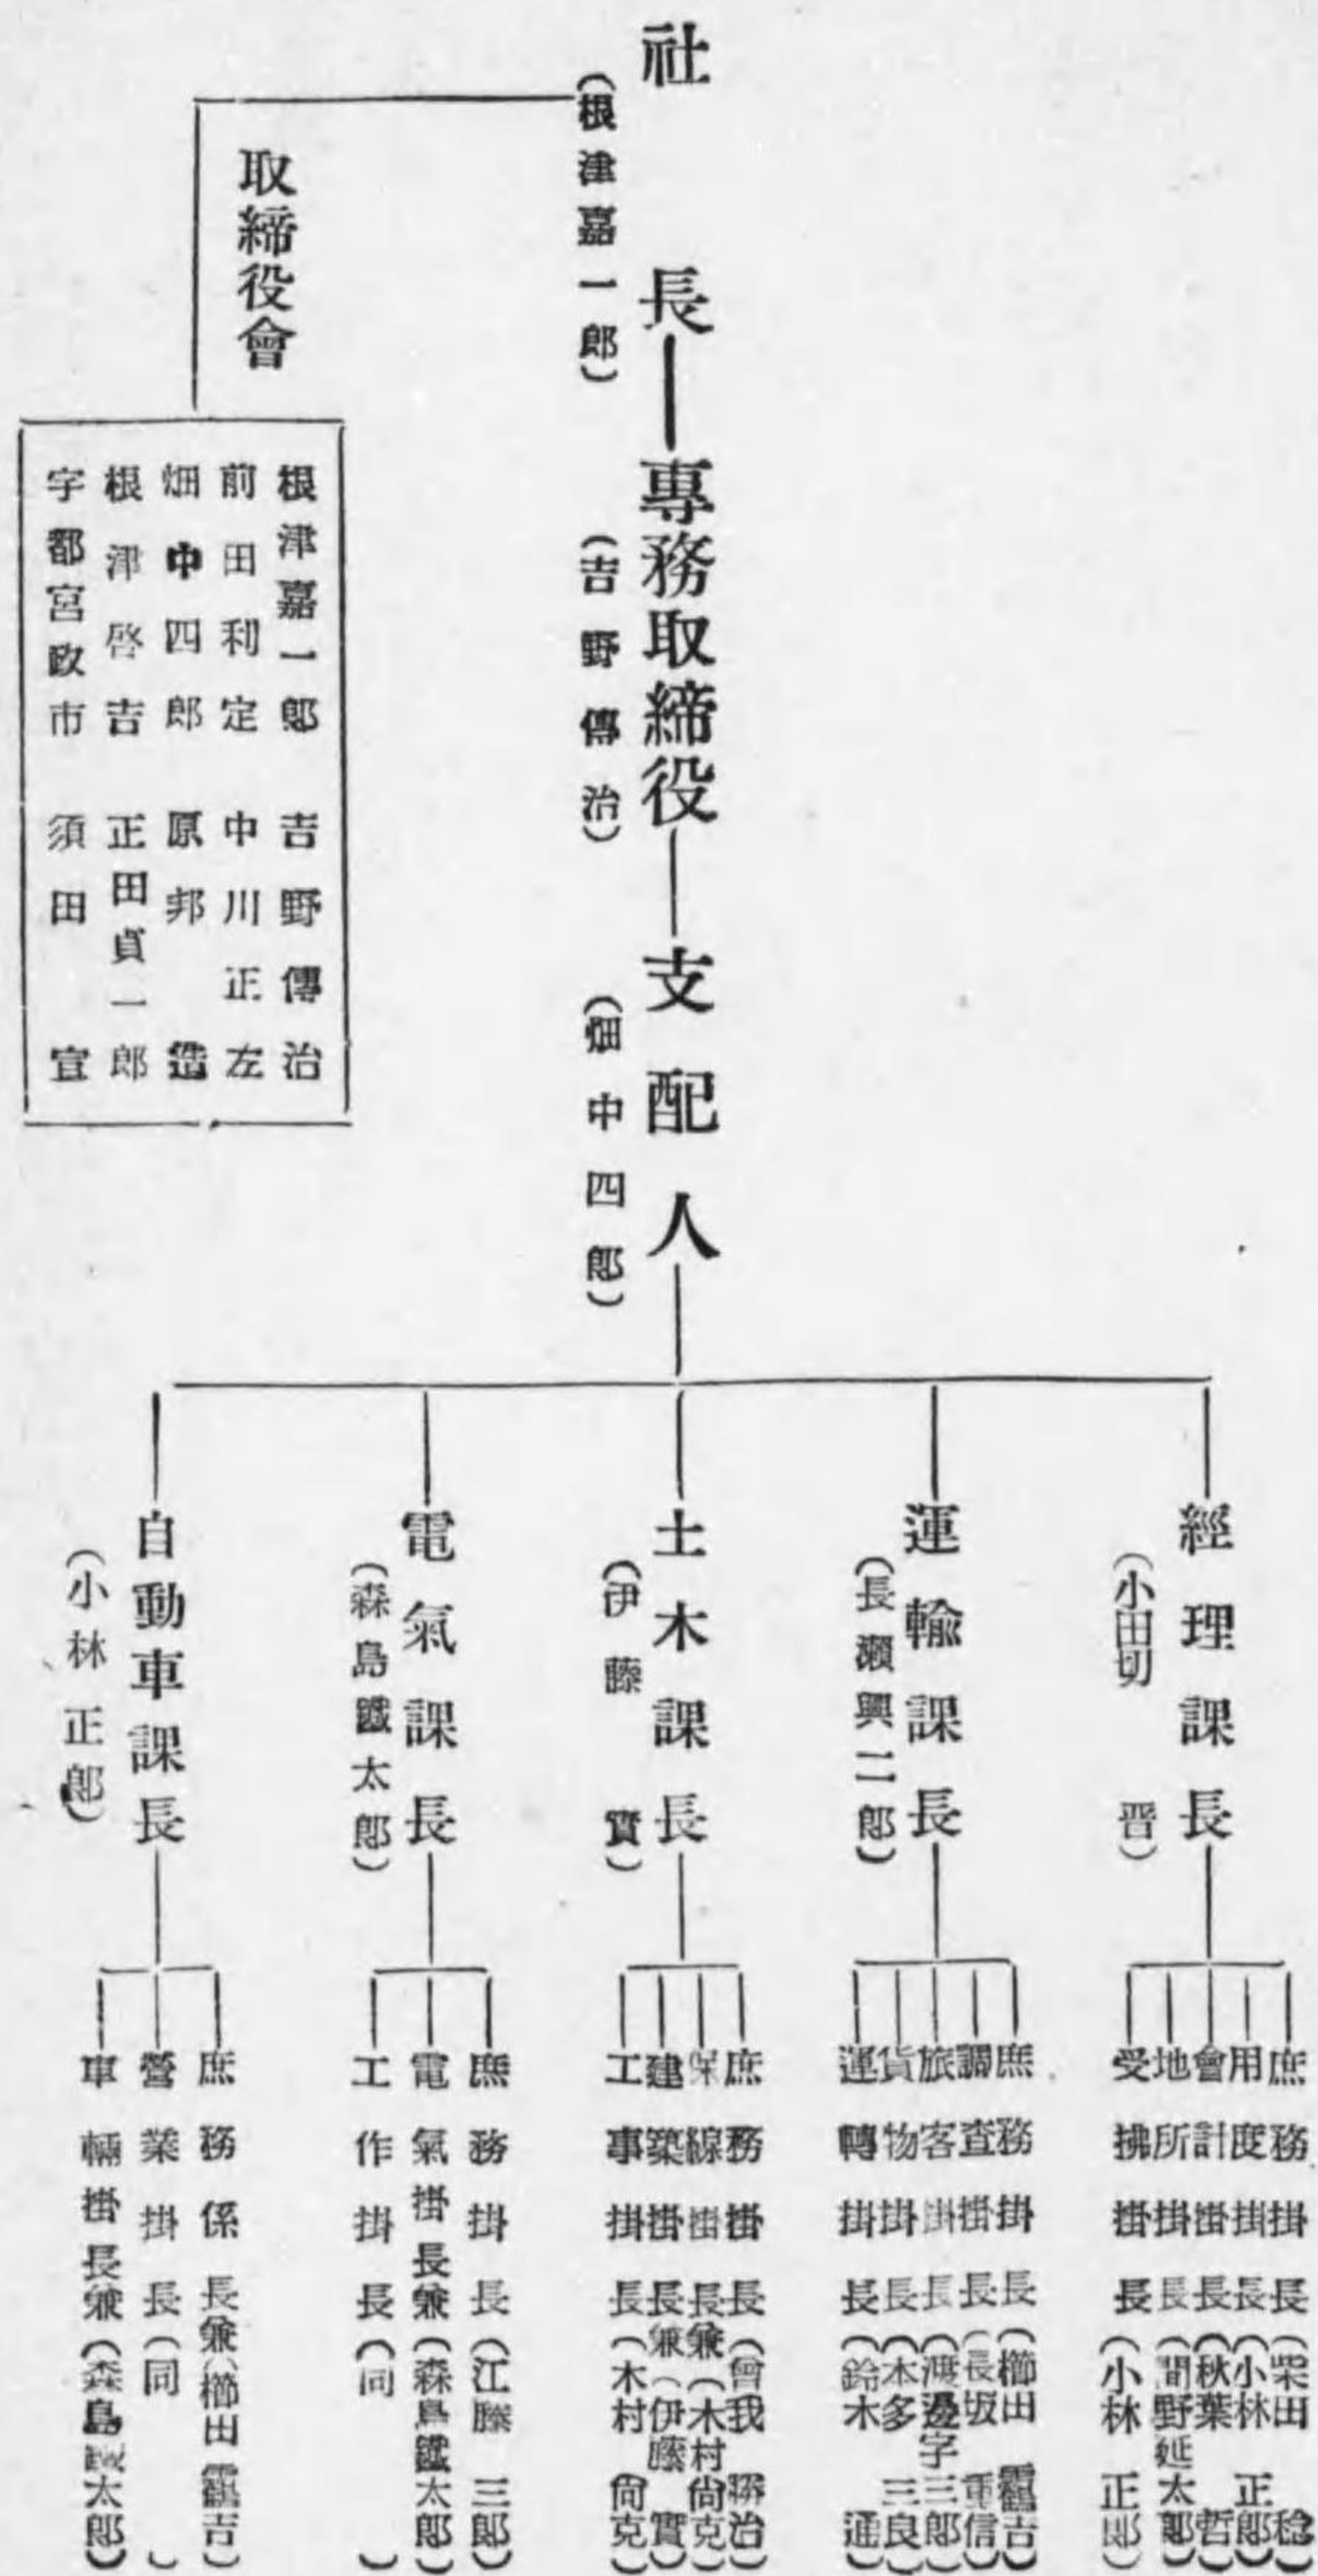 社長
(根津嘉一郎)
專務取締役
(吉野傳治)
支配人
(畑中四郎)
取締役會
根津嘉一郎 吉野傳治
前田利定 中川正左
畑中四郎 原邦造
根津啓吉 正田貞一郎
宇都宮政市 須田宣
經理課長
(小田切晋)
庶務掛長(柴田稔)
用度掛長(小林正郎)
會計掛長(秋葉哲)
地所掛長(間野延太郎)
受拂掛長(小林正郎)
運輸課長
(長瀬興二郎)
庶務掛長(櫛田吉)
調查掛長(長坂重信)
旅客掛長(渡邊字三郎)
貨物掛長(本多三良)
運轉掛長(鈴木通)
土木課長
(伊藤實)
庶務掛長(曾我治)
保線掛長兼(木村尙克)
建築掛長兼(伊藤實)
工事掛長(木村尙克)
電氣課長
(森島鐵太郎)
庶務掛長(江藤三郎)
電氣掛長兼(森島鐵太郎)
工作掛長(同)
自動車課長
(小林正郎)
庶務係長兼(櫛田吉)
營業掛長(同)
車輛掛長兼(森島鐵太郎)